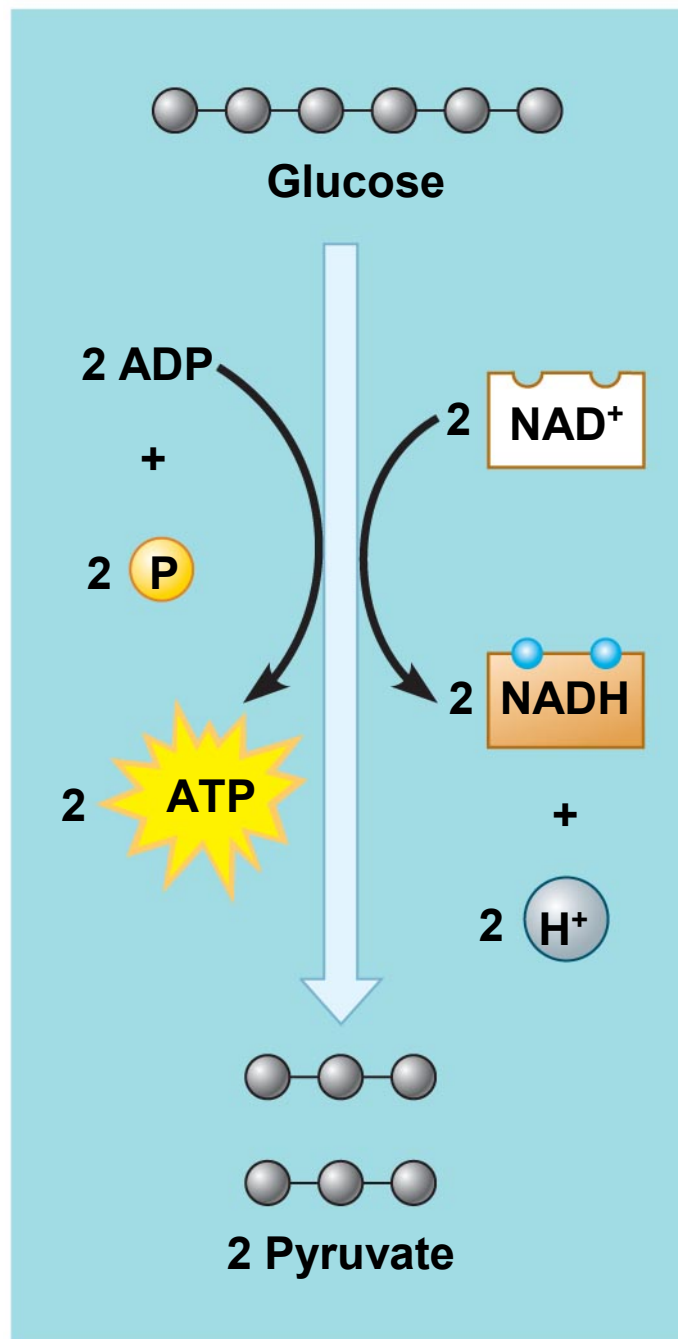 Glucose
2 ADP
+
2 P
2 ATP
2 NAD⁺
2 NADH
+
2 H⁺
2 Pyruvate